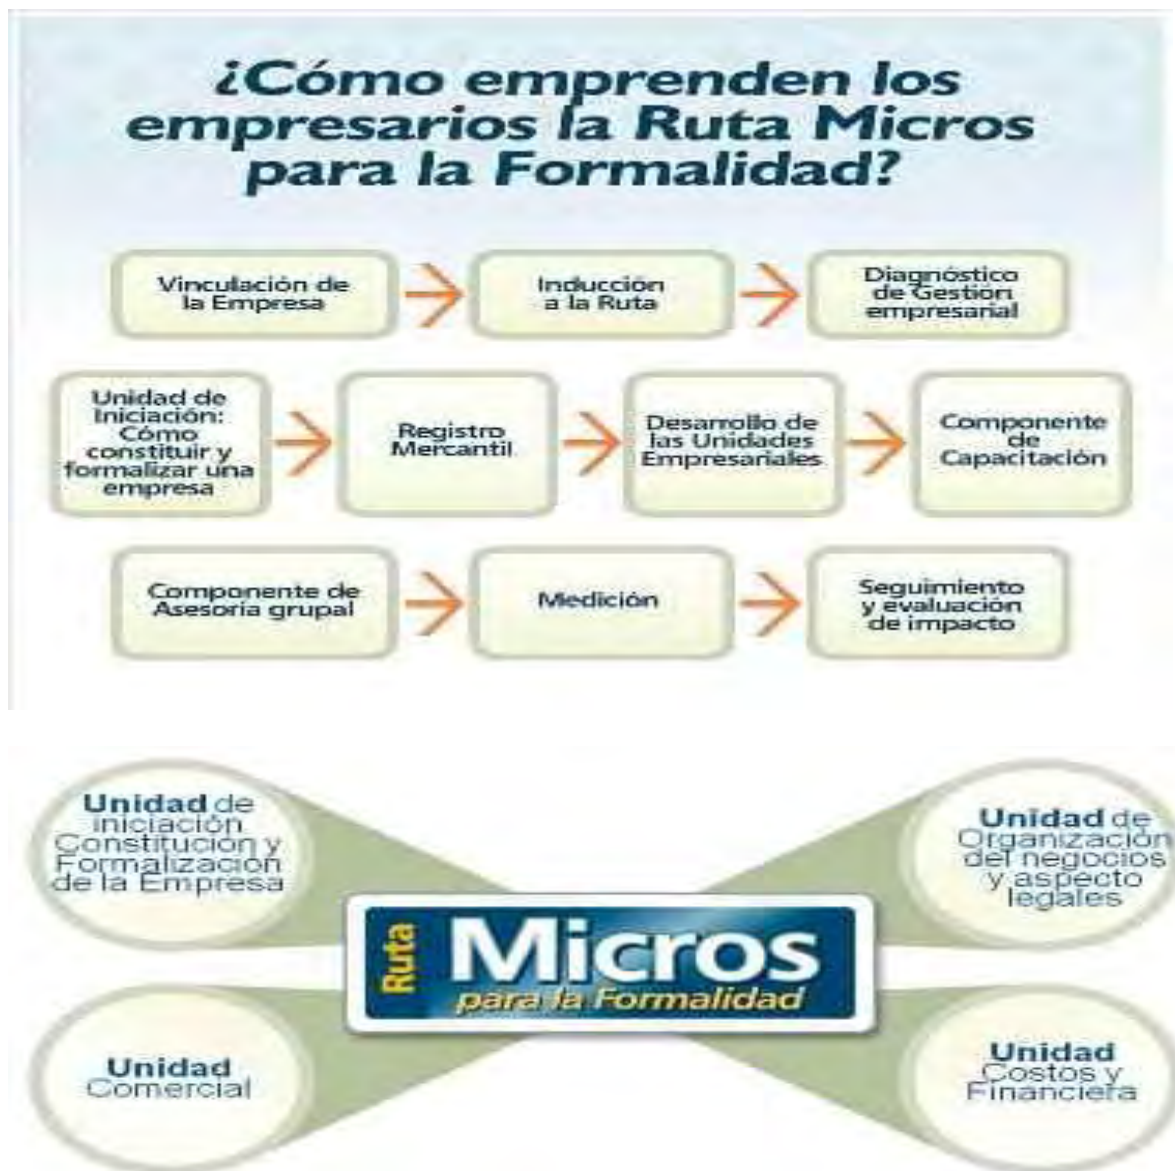 ¿Cómo emprenden los
empresarios la Ruta Micros
para la Formalidad?
Vinculación de
la Empresa
Inducción
a la Ruta
Diagnóstico
de Gestión
empresarial
Unidad de
Iniciación:
Cómo
constituir y
formalizar una
empresa
Registro
Mercantil
Desarrollo de
las Unidades
Empresariales
Componente
de
Capacitación
Componente de
Asesoría grupal
Medición
Seguimiento
y evaluación
de impacto
Unidad de
iniciación
Constitución y
Formalización
de la Empresa
Unidad de
Organización
del negocios
y aspecto
legales
Ruta
Micros
para la Formalidad
Unidad
Comercial
Unidad
Costos y
Financiera